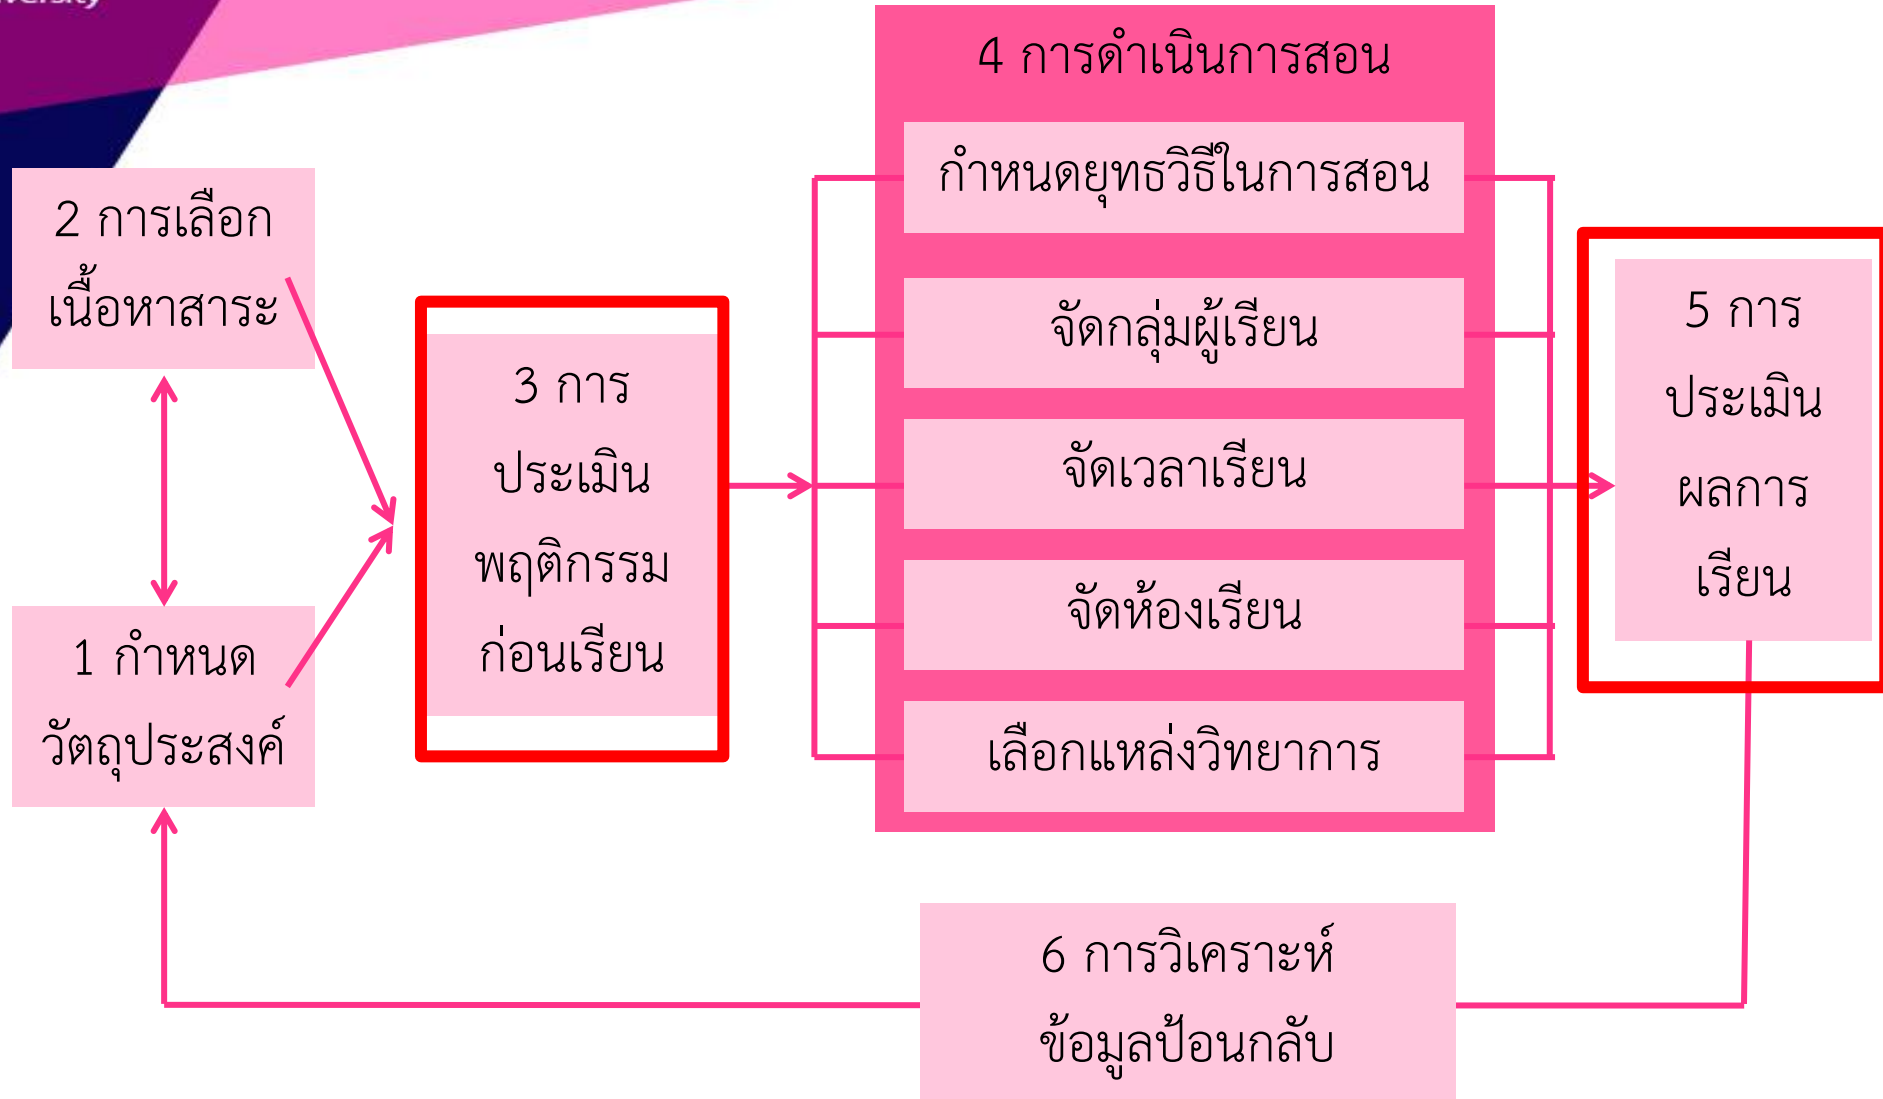 4 การดำเนินการสอน
กำหนดยุทธวิธีในการสอน
2 การเลือก
เนื้อหาสาระ
จัดกลุ่มผู้เรียน
5 การ
ประเมิน
ผลการ
เรียน
3 การ
ประเมิน
พฤติกรรม
ก่อนเรียน
จัดเวลาเรียน
จัดห้องเรียน
1 กำหนด
วัตถุประสงค์
เลือกแหล่งวิทยาการ
6 การวิเคราะห์
ข้อมูลป้อนกลับ